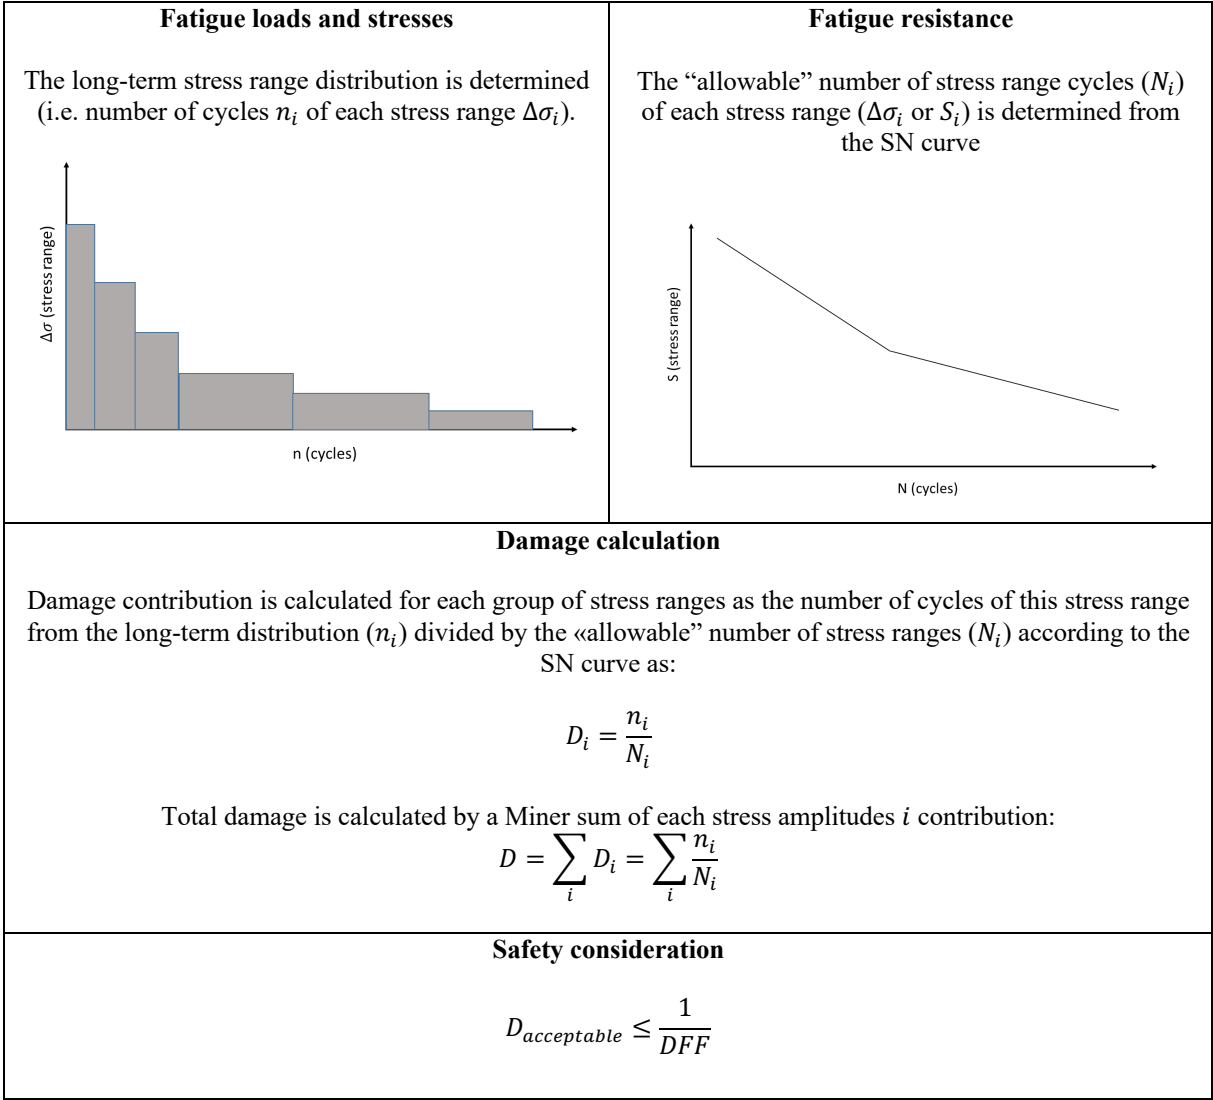 Fatigue loads and stresses
The long-term stress range distribution is determined
(i.e. number of cycles nᵢ of each stress range Δσᵢ).
Δσ (stress range)
n (cycles)
Fatigue resistance
The “allowable” number of stress range cycles (Nᵢ)
of each stress range (Δσᵢ or Sᵢ) is determined from
the SN curve
S (stress range)
N (cycles)
Damage calculation
Damage contribution is calculated for each group of stress ranges as the number of cycles of this stress range
from the long-term distribution (nᵢ) divided by the «allowable” number of stress ranges (Nᵢ) according to the
SN curve as:
Dᵢ = nᵢ/Nᵢ
Total damage is calculated by a Miner sum of each stress amplitudes i contribution:
D = ∑ᵢ Dᵢ = ∑ᵢ nᵢ/Nᵢ
Safety consideration
D_acceptable ≤ 1/DFF